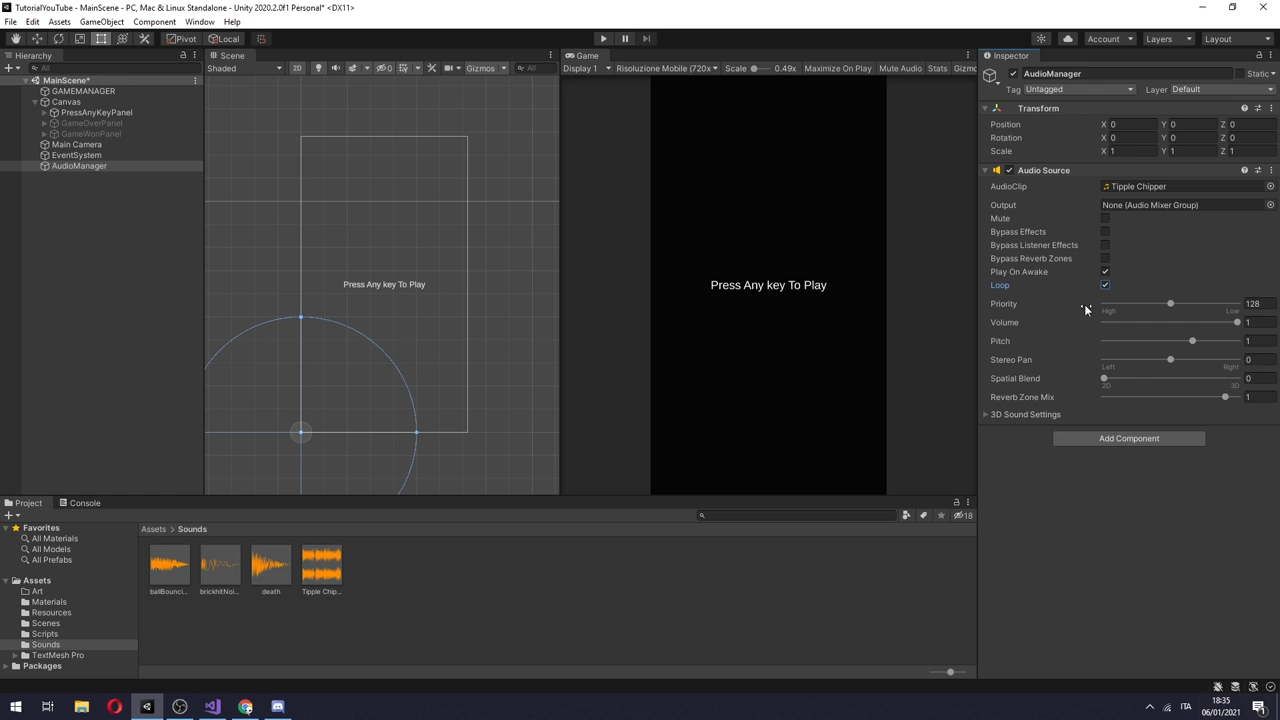 TutorialYouTube - MainScene - PC, Mac & Linux Standalone - Unity 2020.2.0f1 Personal* <DX11>
File Edit Assets GameObject Component Window Help
Pivot Local Account Layers Layout
Hierarchy
All
MainScene*
GAMEMANAGER
Canvas
PressAnyKeyPanel
GameOverPanel
GameWonPanel
Main Camera
EventSystem
AudioManager
Scene
Shaded 2D 0 Gizmos All
Press Any key To Play
Game
Display 1 Risoluzione Mobile (720x Scale 0.49x Maximize On Play Mute Audio Stats Gizmo
Press Any key To Play
Inspector
AudioManager Static
Tag Untagged Layer Default
Transform
Position X 0 Y 0 Z 0
Rotation X 0 Y 0 Z 0
Scale X 1 Y 1 Z 1
Audio Source
AudioClip Tipple Chipper
Output None (Audio Mixer Group)
Mute
Bypass Effects
Bypass Listener Effects
Bypass Reverb Zones
Play On Awake
Loop
Priority 128
High Low
Volume 1
Pitch 1
Stereo Pan 0
Left Right
Spatial Blend 0
2D 3D
Reverb Zone Mix 1
3D Sound Settings
Add Component
Project Console
18
Favorites
All Materials
All Models
All Prefabs
Assets
Art
Materials
Resources
Scenes
Scripts
Sounds
TextMesh Pro
Packages
Assets > Sounds
ballBounci... brickhitNoi... death Tipple Chip...
ITA
18:35
06/01/2021
1